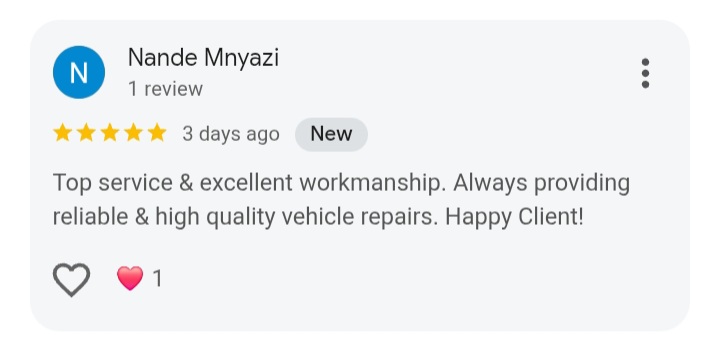 N
Nande Mnyazi
1 review
3 days ago New
Top service & excellent workmanship. Always providing
reliable & high quality vehicle repairs. Happy Client!
1